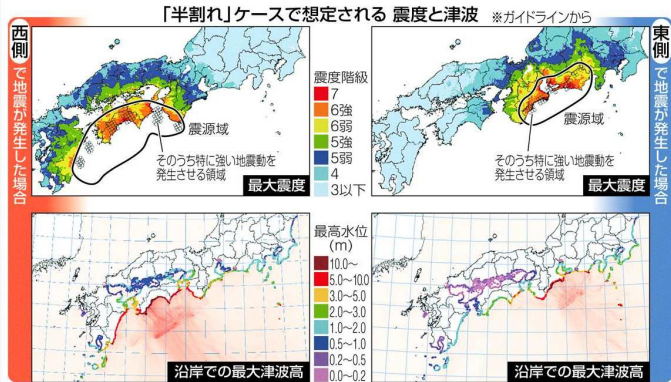 「半割れ」ケースで想定される 震度と津波 ※ガイドラインから
西側で地震が発生した場合
東側で地震が発生した場合
震度階級
7
6強
6弱
5強
5弱
4
3以下
震源域
そのうち特に強い地震動を
発生させる領域
最大震度
震源域
そのうち特に強い地震動を
発生させる領域
最大震度
最高水位
(m)
10.0～
5.0～10.0
3.0～5.0
2.0～3.0
1.0～2.0
0.5～1.0
0.2～0.5
0.0～0.2
沿岸での最大津波高
沿岸での最大津波高